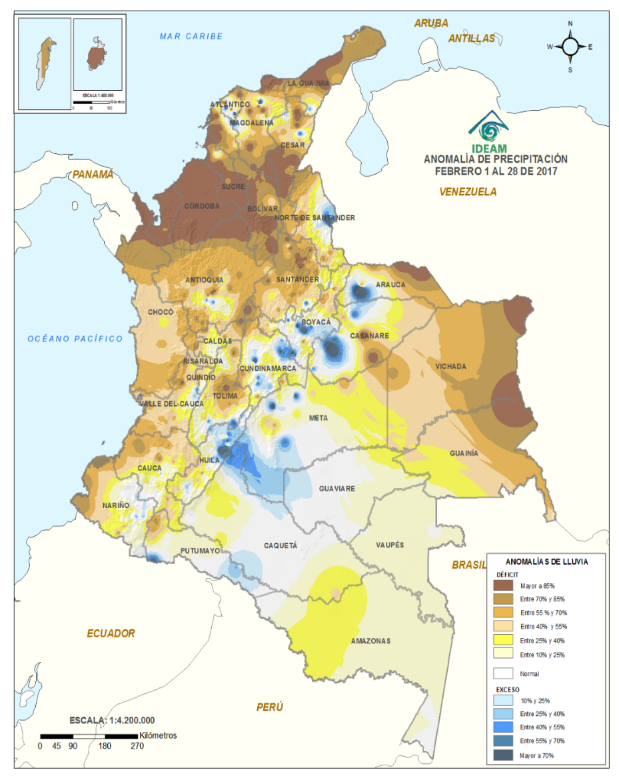 ESCALA 1:4.200.000
MAR CARIBE
ARUBA
ANTILLAS
N
W
E
S
IDEAM
ANOMALÍA DE PRECIPITACIÓN
FEBRERO 1 AL 28 DE 2017
PANAMÁ
VENEZUELA
LA GUAJIRA
ATLÁNTICO
MAGDALENA
CESAR
SUCRE
CÓRDOBA
BOLÍVAR
NORTE DE SANTANDER
ANTIOQUIA
SANTANDER
ARAUCA
CHOCÓ
BOYACÁ
OCÉANO PACÍFICO
CALDAS
CASANARE
RISARALDA
CUNDINAMARCA
VICHADA
QUINDÍO
TOLIMA
VALLE DEL CAUCA
META
GUAINÍA
CAUCA
HUILA
GUAVIARE
NARIÑO
PUTUMAYO
CAQUETÁ
VAUPÉS
BRASIL
AMAZONAS
ECUADOR
PERÚ
ANOMALÍAS DE LLUVIA
DÉFICIT
Mayor a 85%
Entre 70% y 85%
Entre 55 % y 70%
Entre 40% y 55%
Entre 25% y 40%
Entre 10% y 25%
Normal
EXCESO
10% y 25%
Entre 25% y 40%
Entre 40% y 55%
Entre 55% y 70%
Mayor a 70%
ESCALA: 1:4.200.000
Kilómetros
0 45 90 180 270